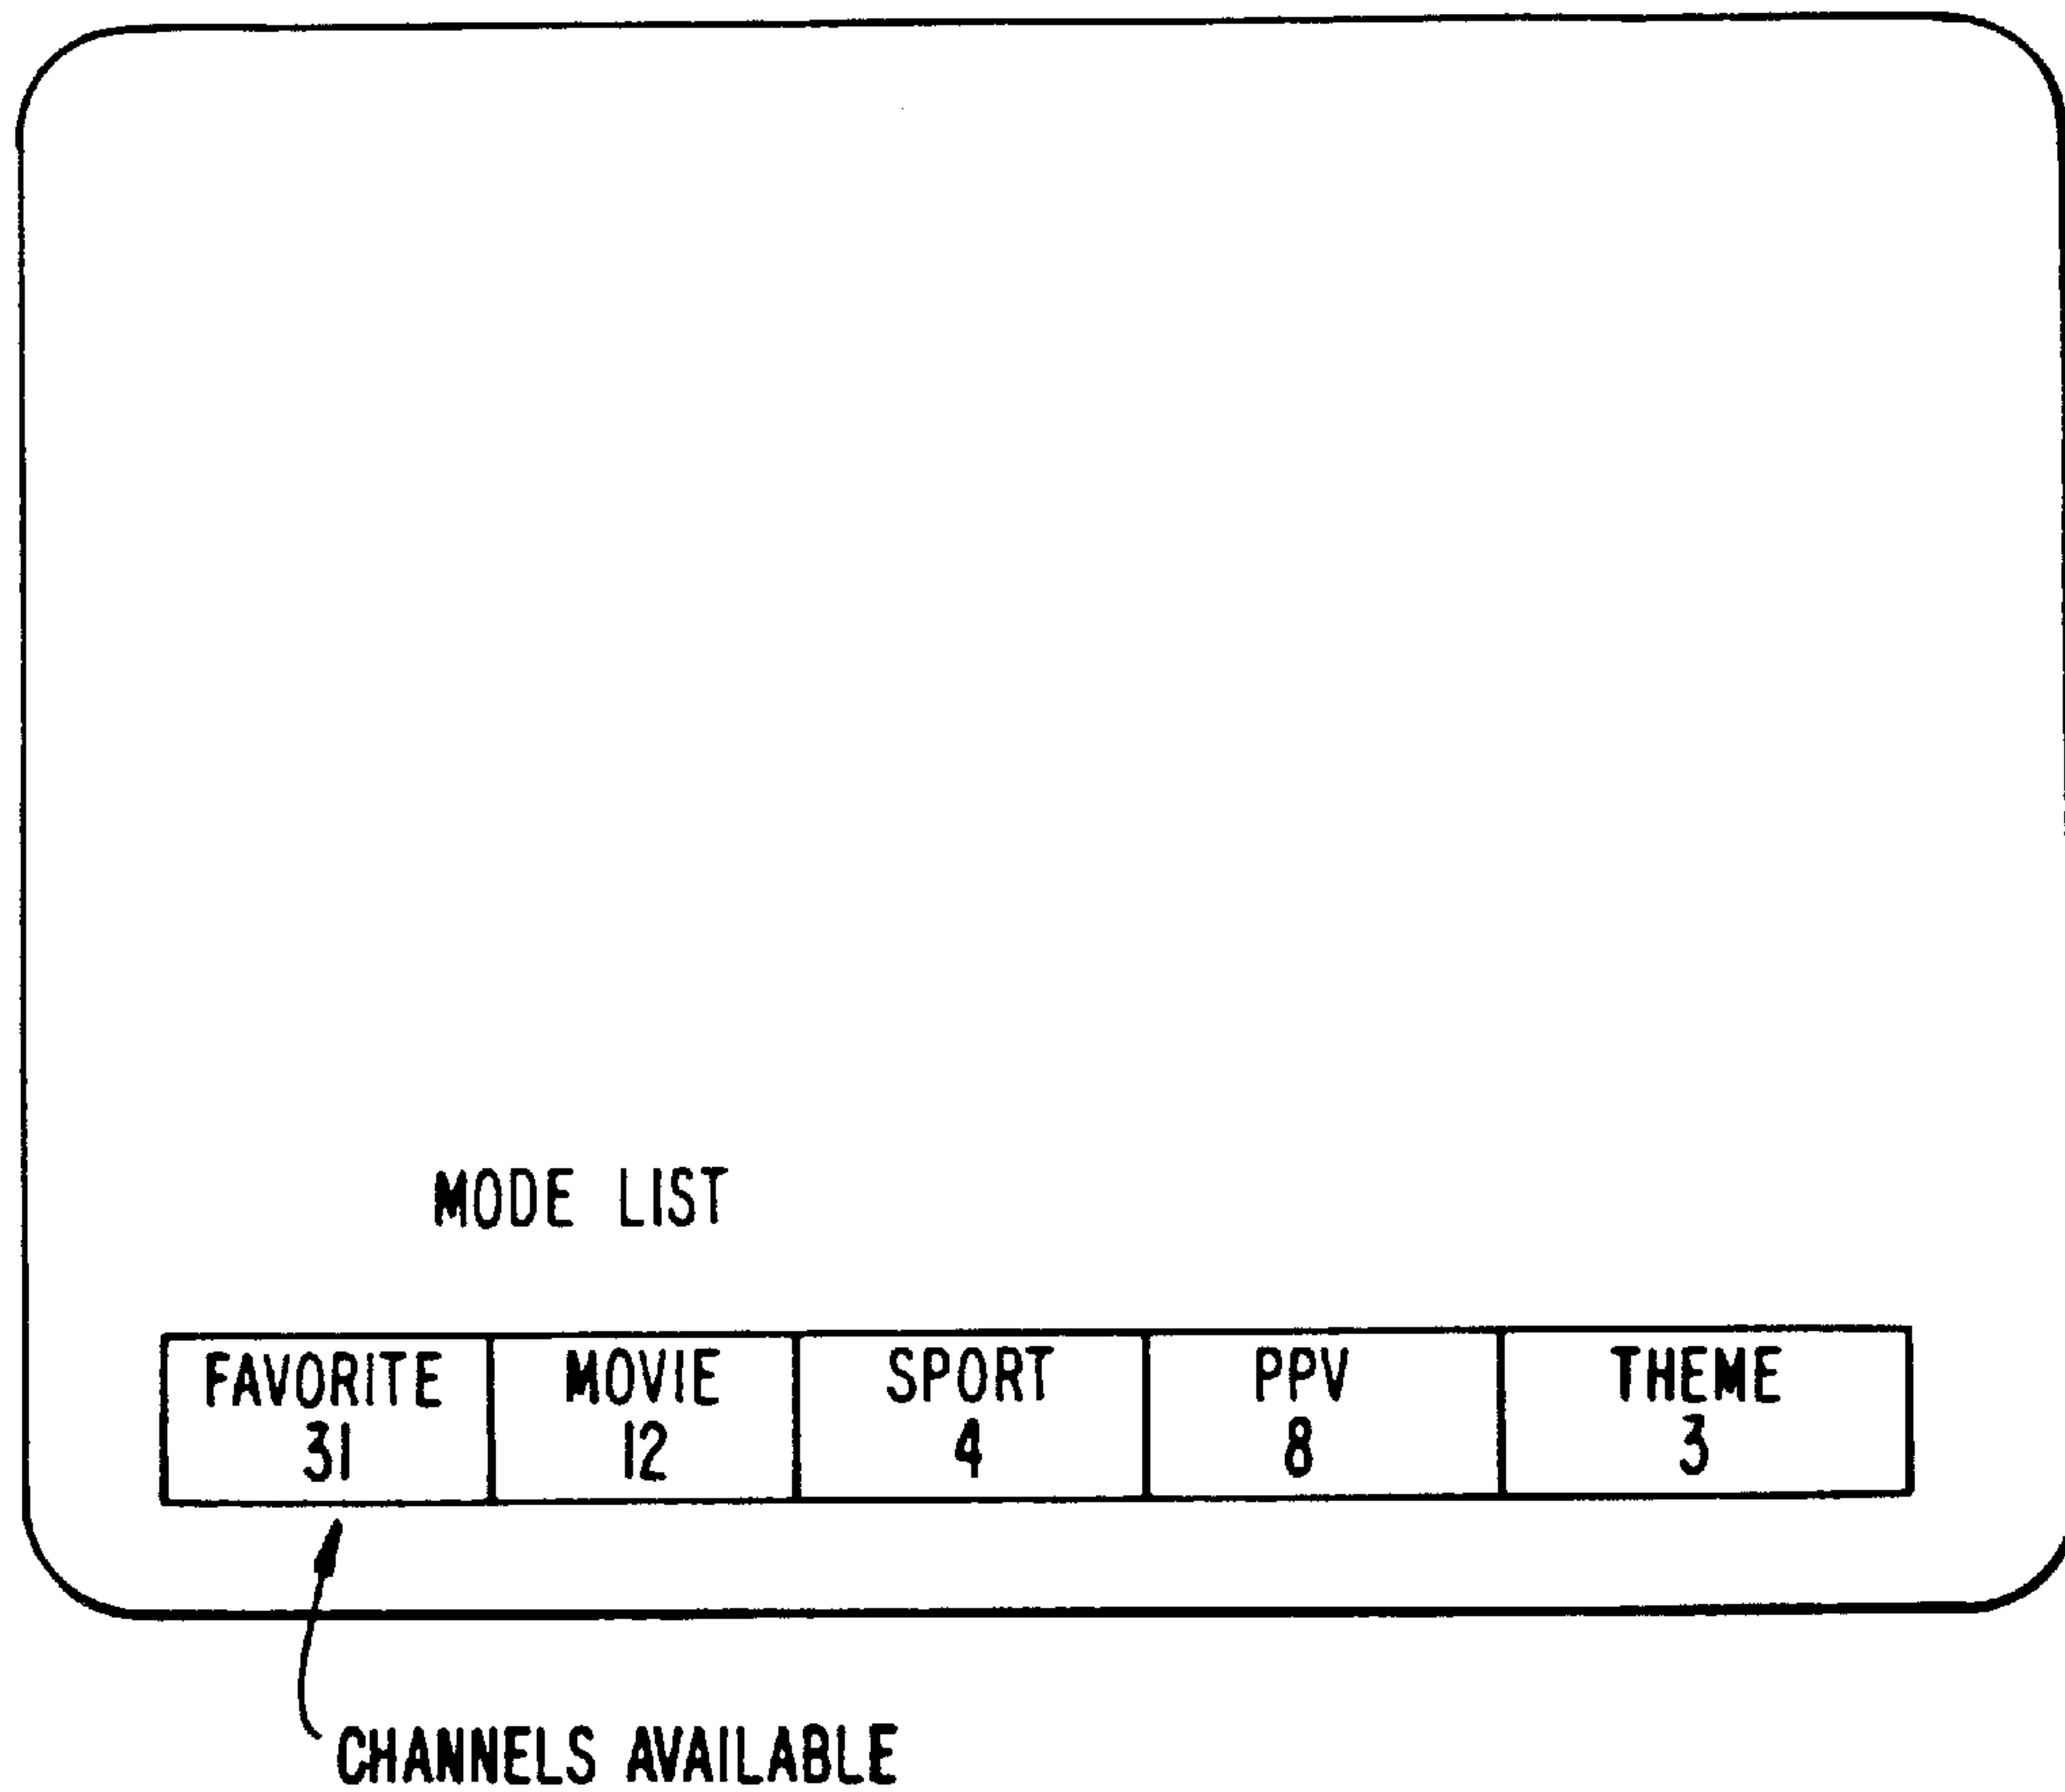 MODE LIST
FAVORITE MOVIE SPORT PPV THEME
31 12 4 8 3
CHANNELS AVAILABLE